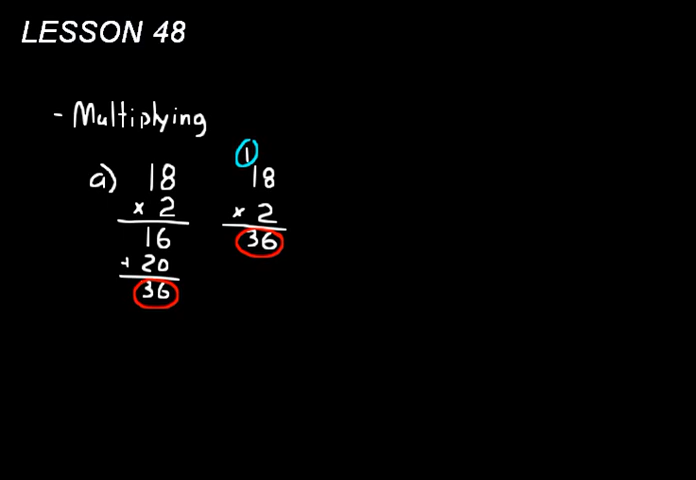 LESSON 48
- Multiplying
a) 18
x 2
16
+ 20
36
1
18
x 2
36